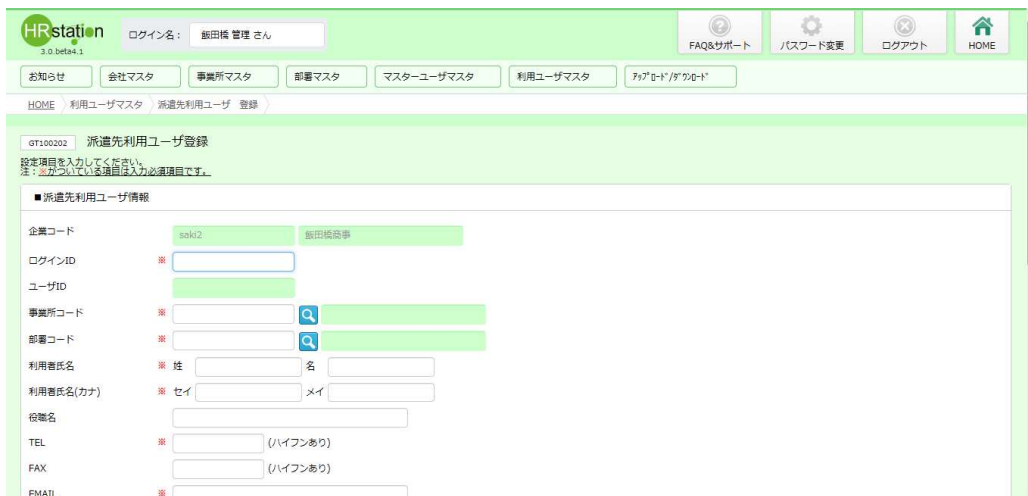 HRstation
3.0.beta4.1
ログイン名： 飯田橋 管理 さん
FAQ&サポート パスワード変更 ログアウト HOME
お知らせ 会社マスタ 事業所マスタ 部署マスタ マスターユーザマスタ 利用ユーザマスタ ｱｯﾌﾟﾛｰﾄﾞ/ﾀﾞｳﾝﾛｰﾄﾞ
HOME 利用ユーザマスタ 派遣先利用ユーザ 登録
GT100202 派遣先利用ユーザ登録
設定項目を入力してください。
注：※がついている項目は入力必須項目です。
■派遣先利用ユーザ情報
企業コード saki2 飯田橋商事
ログインID ※
ユーザID
事業所コード ※
部署コード ※
利用者氏名 ※ 姓 名
利用者氏名(カナ) ※ セイ メイ
役職名
TEL ※ (ハイフンあり)
FAX (ハイフンあり)
EMAIL ※